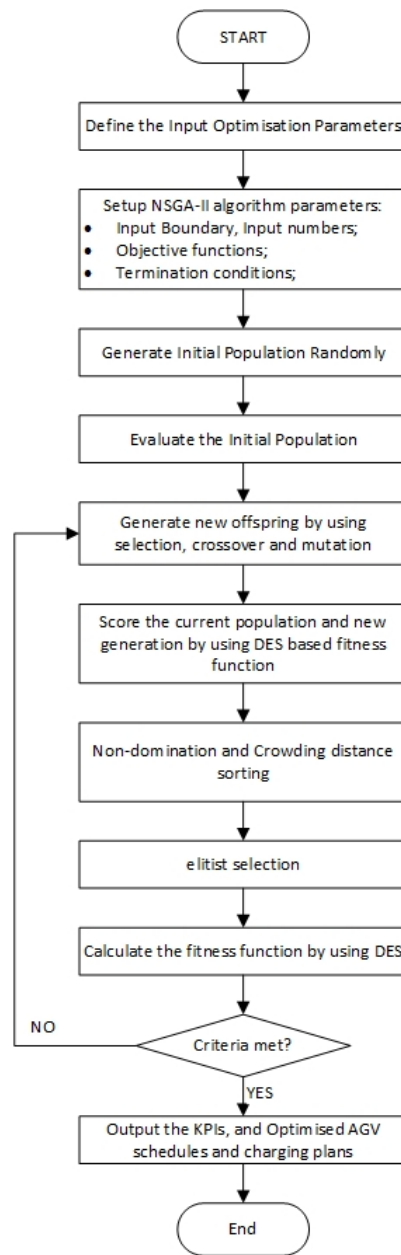 START
Define the Input Optimisation Parameters
Setup NSGA-II algorithm parameters:
• Input Boundary, Input numbers;
• Objective functions;
• Termination conditions;
Generate Initial Population Randomly
Evaluate the Initial Population
Generate new offspring by using
selection, crossover and mutation
Score the current population and new
generation by using DES based fitness
function
Non-domination and Crowding distance
sorting
elitist selection
Calculate the fitness function by using DES
NO
Criteria met?
YES
Output the KPIs, and Optimised AGV
schedules and charging plans
End